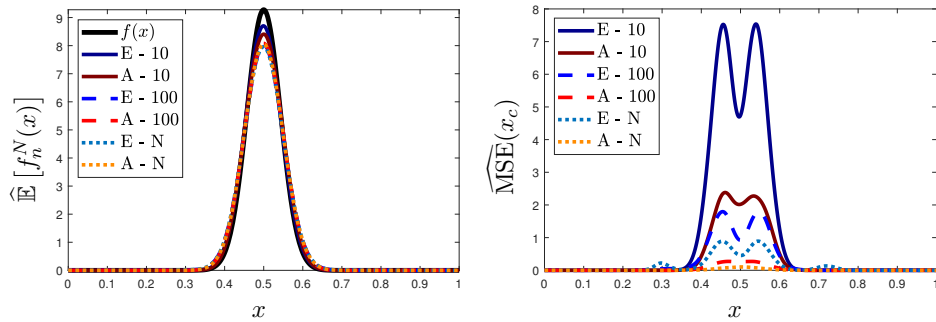 f(x)
E - 10
A - 10
E - 100
A - 100
E - N
A - N
9
8
7
6
5
4
3
2
1
0
0 0.1 0.2 0.3 0.4 0.5 0.6 0.7 0.8 0.9 1
x
𝔼̂ [f_n^N(x)]
E - 10
A - 10
E - 100
A - 100
E - N
A - N
8
7
6
5
4
3
2
1
0
0 0.1 0.2 0.3 0.4 0.5 0.6 0.7 0.8 0.9 1
x
M̂SE(x_c)